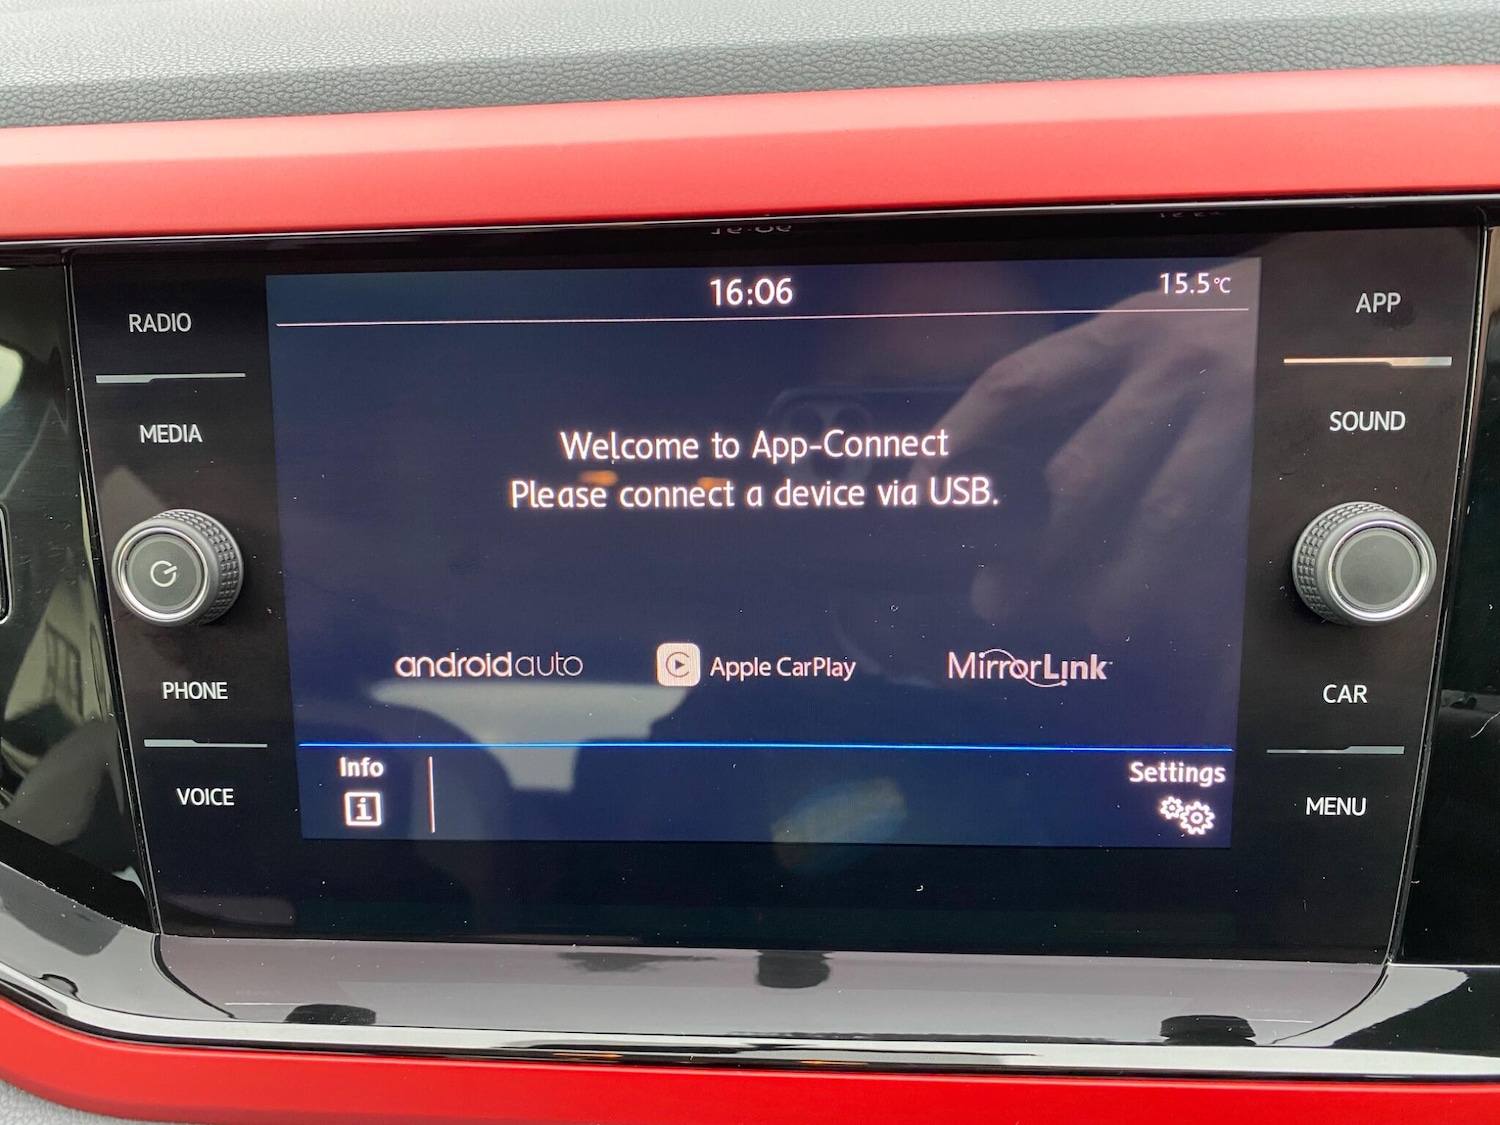 16:06
15.5°C
RADIO
MEDIA
PHONE
VOICE
Welcome to App-Connect
Please connect a device via USB.
androidauto
Apple CarPlay
MirrorLink
Info
i
Settings
APP
SOUND
CAR
MENU